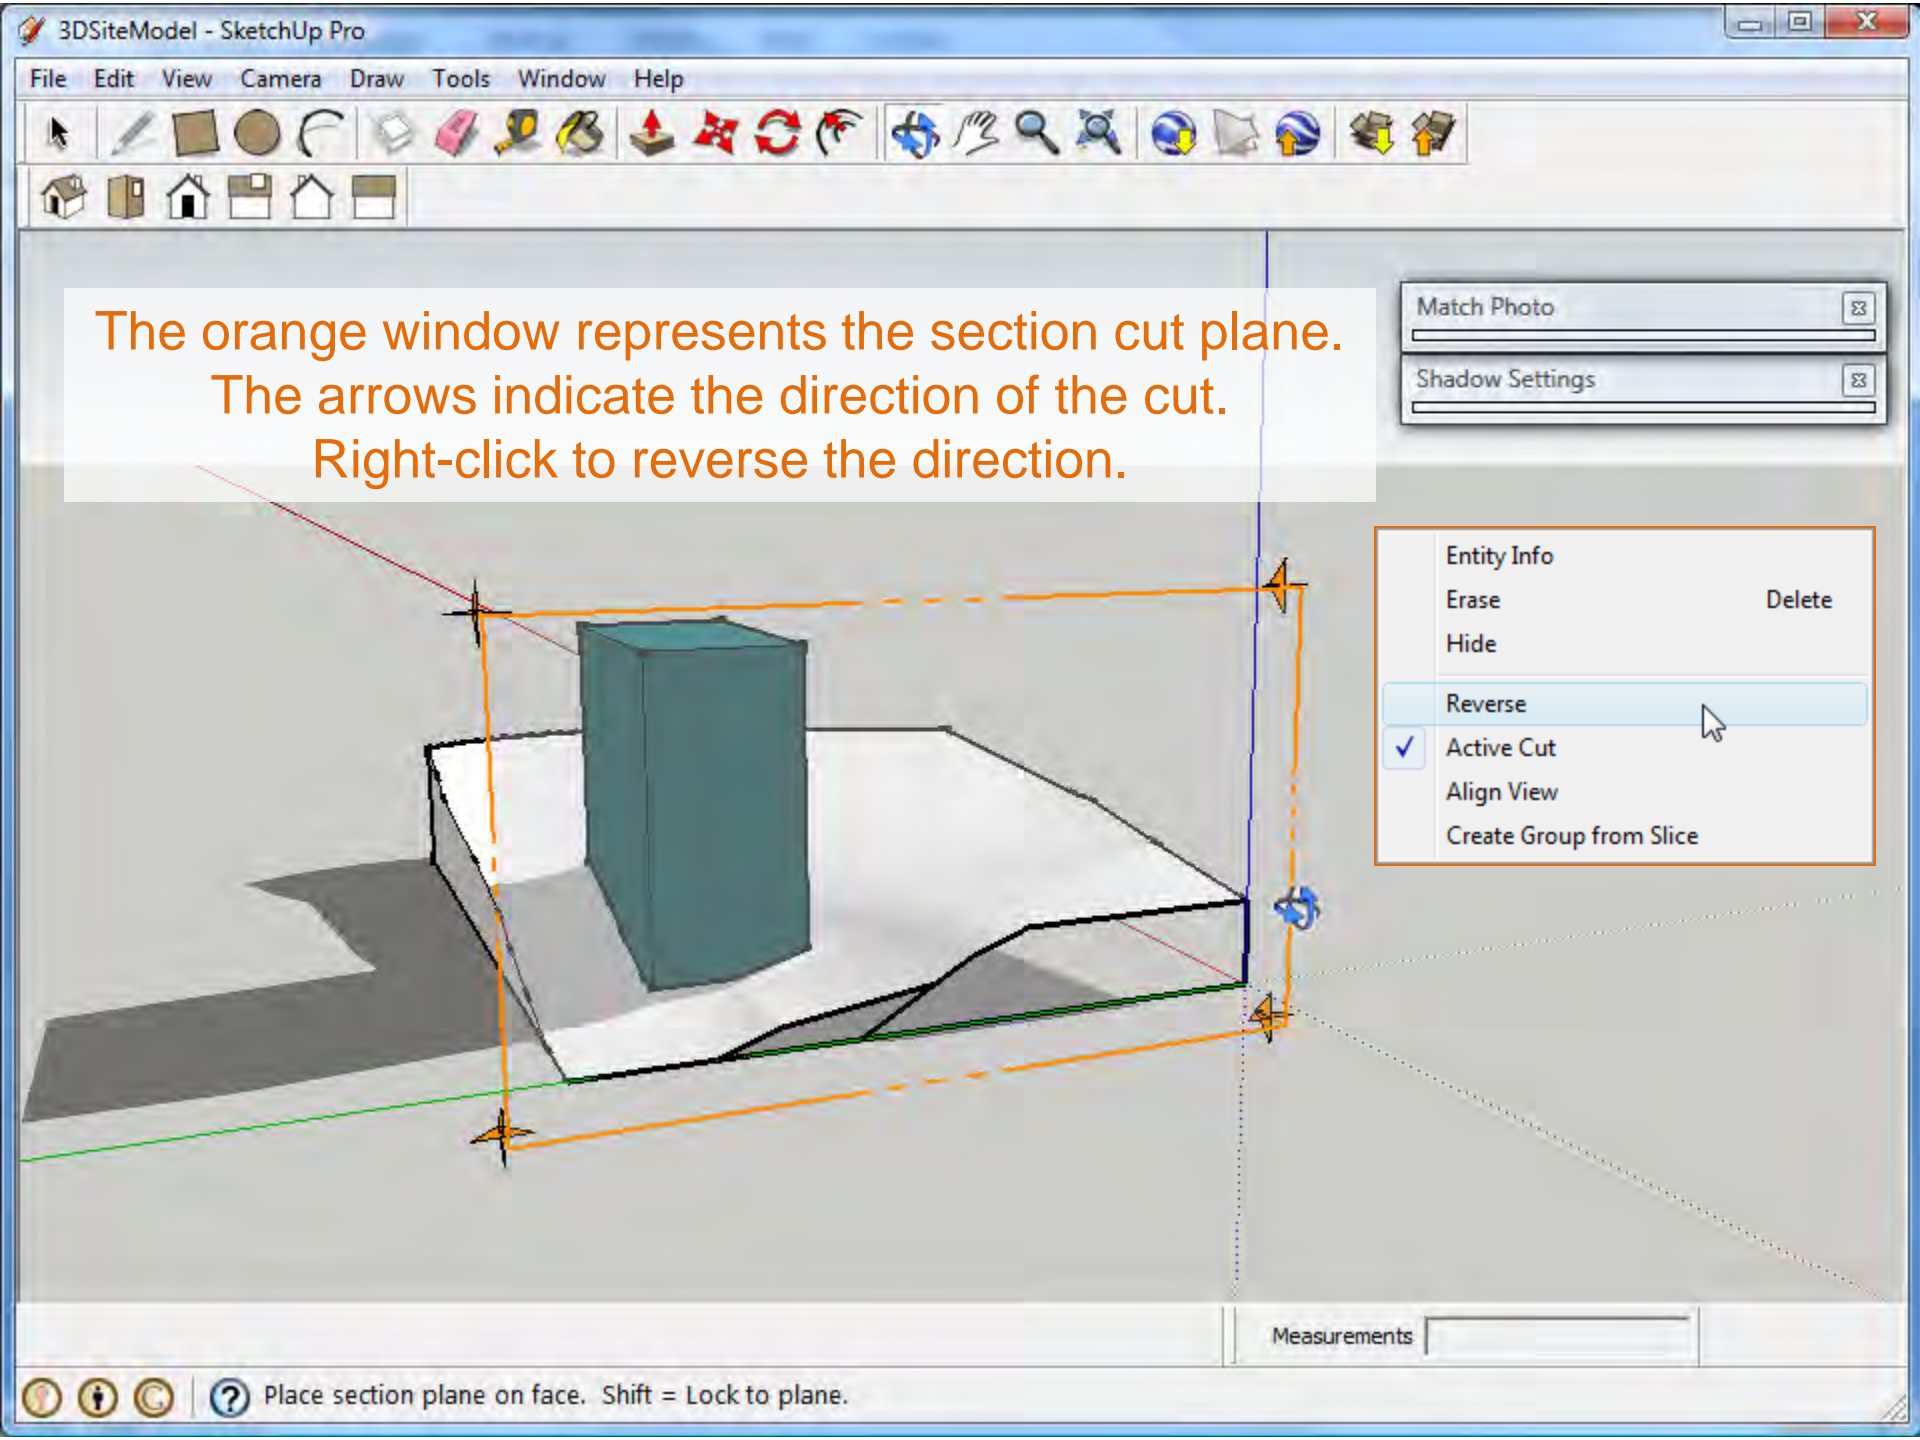 3DSiteModel - SketchUp Pro
File Edit View Camera Draw Tools Window Help
The orange window represents the section cut plane.
The arrows indicate the direction of the cut.
Right-click to reverse the direction.
Match Photo
Shadow Settings
Entity Info
Erase Delete
Hide
Reverse
Active Cut
Align View
Create Group from Slice
Measurements
Place section plane on face. Shift = Lock to plane.